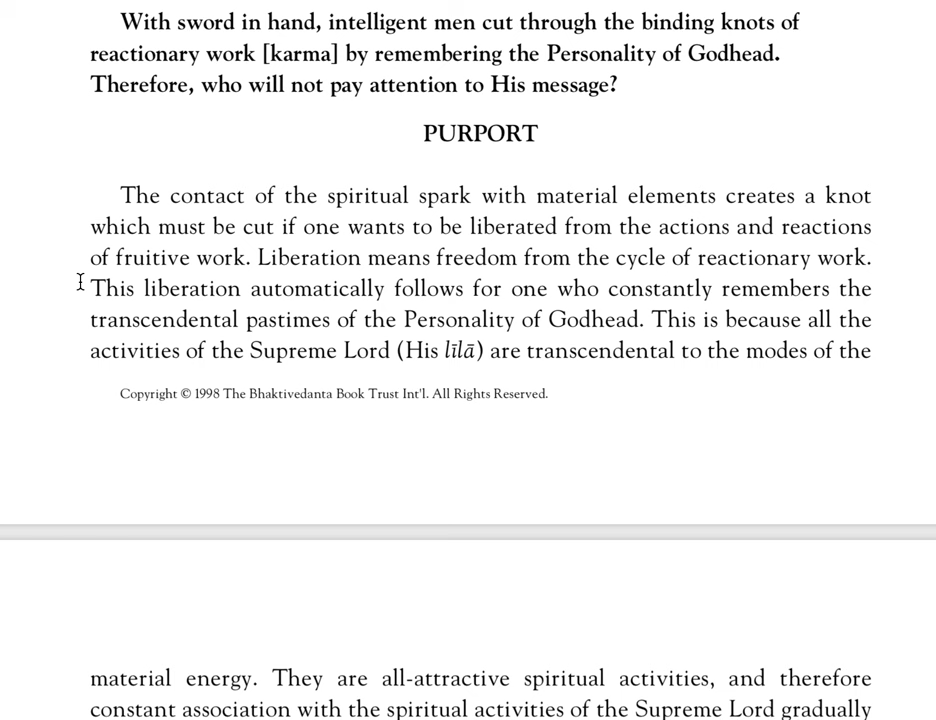 With sword in hand, intelligent men cut through the binding knots of
reactionary work [karma] by remembering the Personality of Godhead.
Therefore, who will not pay attention to His message?
PURPORT
The contact of the spiritual spark with material elements creates a knot
which must be cut if one wants to be liberated from the actions and reactions
of fruitive work. Liberation means freedom from the cycle of reactionary work.
This liberation automatically follows for one who constantly remembers the
transcendental pastimes of the Personality of Godhead. This is because all the
activities of the Supreme Lord (His līlā) are transcendental to the modes of the
Copyright © 1998 The Bhaktivedanta Book Trust Int'l. All Rights Reserved.
material energy. They are all-attractive spiritual activities, and therefore
constant association with the spiritual activities of the Supreme Lord gradually